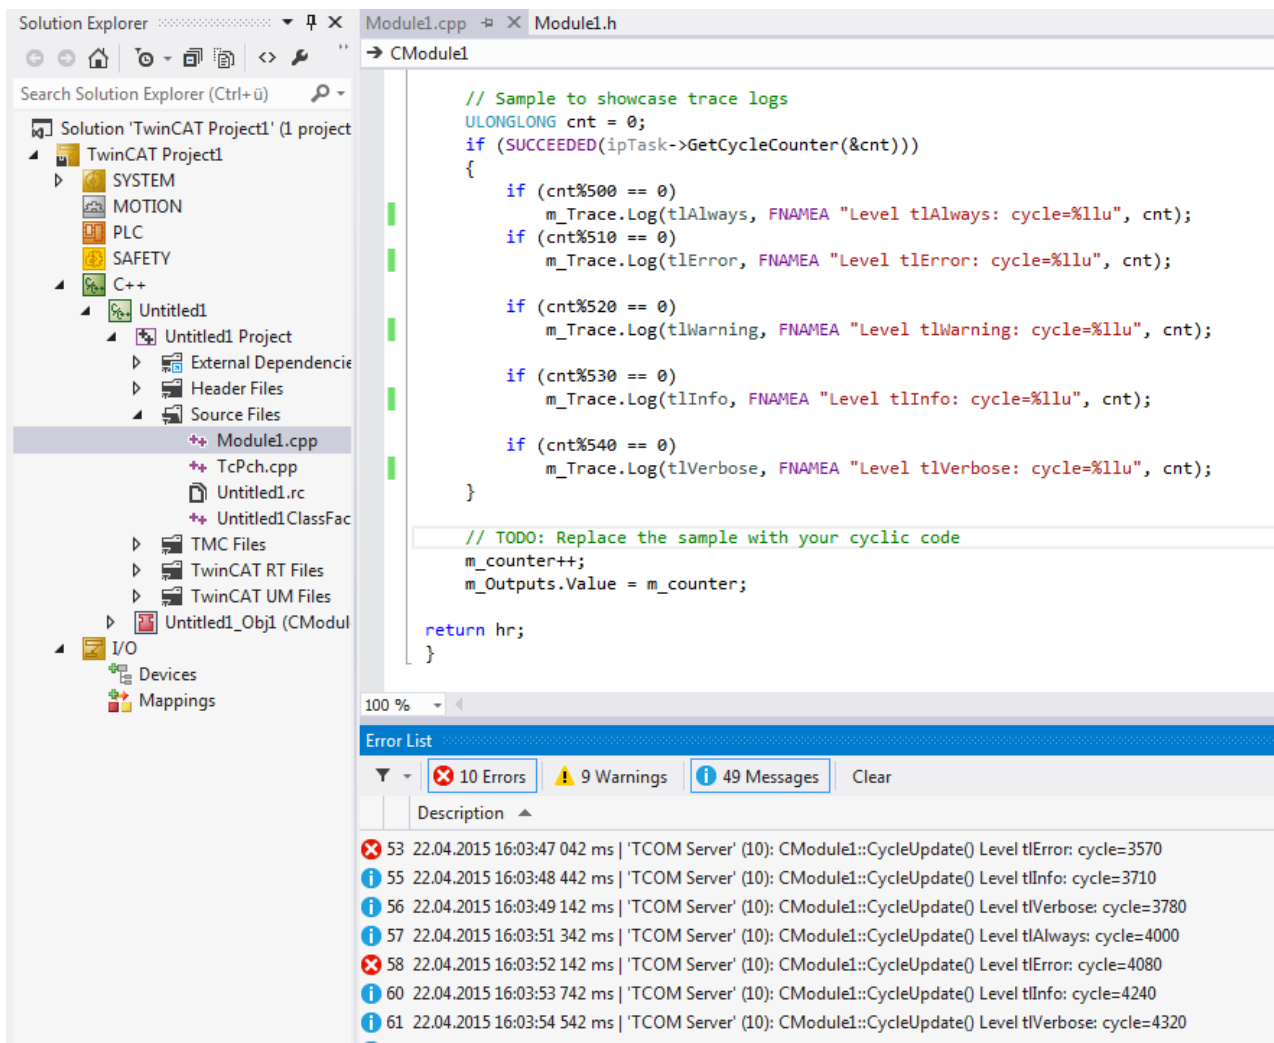 Solution Explorer
Search Solution Explorer (Ctrl+ü)
Solution 'TwinCAT Project1' (1 project
TwinCAT Project1
SYSTEM
MOTION
PLC
SAFETY
C++
Untitled1
Untitled1 Project
External Dependencie
Header Files
Source Files
Module1.cpp
TcPch.cpp
Untitled1.rc
Untitled1ClassFac
TMC Files
TwinCAT RT Files
TwinCAT UM Files
Untitled1_Obj1 (CModul
I/O
Devices
Mappings
Module1.cpp Module1.h
CModule1
// Sample to showcase trace logs
ULONGLONG cnt = 0;
if (SUCCEEDED(ipTask->GetCycleCounter(&cnt)))
{
if (cnt%500 == 0)
m_Trace.Log(tlAlways, FNAMEA "Level tlAlways: cycle=%llu", cnt);
if (cnt%510 == 0)
m_Trace.Log(tlError, FNAMEA "Level tlError: cycle=%llu", cnt);
if (cnt%520 == 0)
m_Trace.Log(tlWarning, FNAMEA "Level tlWarning: cycle=%llu", cnt);
if (cnt%530 == 0)
m_Trace.Log(tlInfo, FNAMEA "Level tlInfo: cycle=%llu", cnt);
if (cnt%540 == 0)
m_Trace.Log(tlVerbose, FNAMEA "Level tlVerbose: cycle=%llu", cnt);
}
// TODO: Replace the sample with your cyclic code
m_counter++;
m_Outputs.Value = m_counter;
return hr;
}
100 %
Error List
10 Errors 9 Warnings 49 Messages Clear
Description
53 22.04.2015 16:03:47 042 ms | 'TCOM Server' (10): CModule1::CycleUpdate() Level tlError: cycle=3570
55 22.04.2015 16:03:48 442 ms | 'TCOM Server' (10): CModule1::CycleUpdate() Level tlInfo: cycle=3710
56 22.04.2015 16:03:49 142 ms | 'TCOM Server' (10): CModule1::CycleUpdate() Level tlVerbose: cycle=3780
57 22.04.2015 16:03:51 342 ms | 'TCOM Server' (10): CModule1::CycleUpdate() Level tlAlways: cycle=4000
58 22.04.2015 16:03:52 142 ms | 'TCOM Server' (10): CModule1::CycleUpdate() Level tlError: cycle=4080
60 22.04.2015 16:03:53 742 ms | 'TCOM Server' (10): CModule1::CycleUpdate() Level tlInfo: cycle=4240
61 22.04.2015 16:03:54 542 ms | 'TCOM Server' (10): CModule1::CycleUpdate() Level tlVerbose: cycle=4320